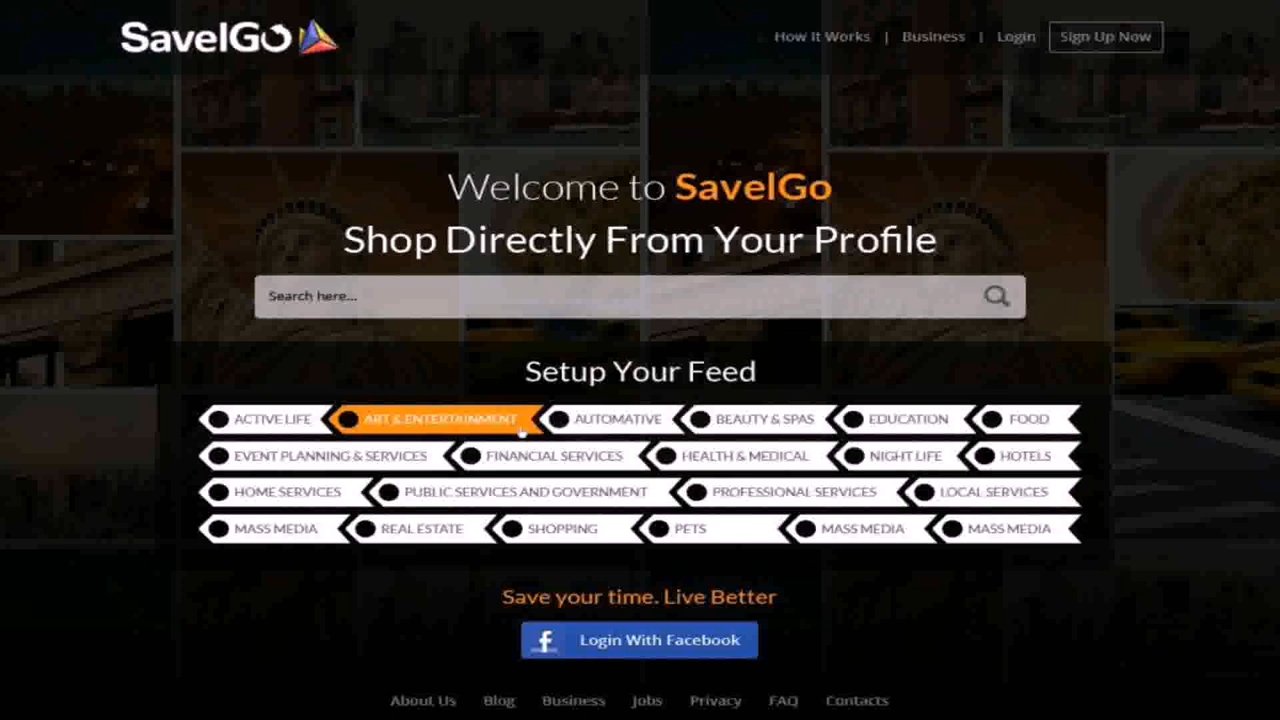 SavelGo
How It Works | Business | Login Sign Up Now
Welcome to SavelGo
Shop Directly From Your Profile
Search here...
Setup Your Feed
ACTIVE LIFE ART & ENTERTAINMENT AUTOMATIVE BEAUTY & SPAS EDUCATION FOOD
EVENT PLANNING & SERVICES FINANCIAL SERVICES HEALTH & MEDICAL NIGHT LIFE HOTELS
HOME SERVICES PUBLIC SERVICES AND GOVERNMENT PROFESSIONAL SERVICES LOCAL SERVICES
MASS MEDIA REAL ESTATE SHOPPING PETS MASS MEDIA MASS MEDIA
Save your time. Live Better
f Login With Facebook
About Us Blog Business Jobs Privacy FAQ Contacts